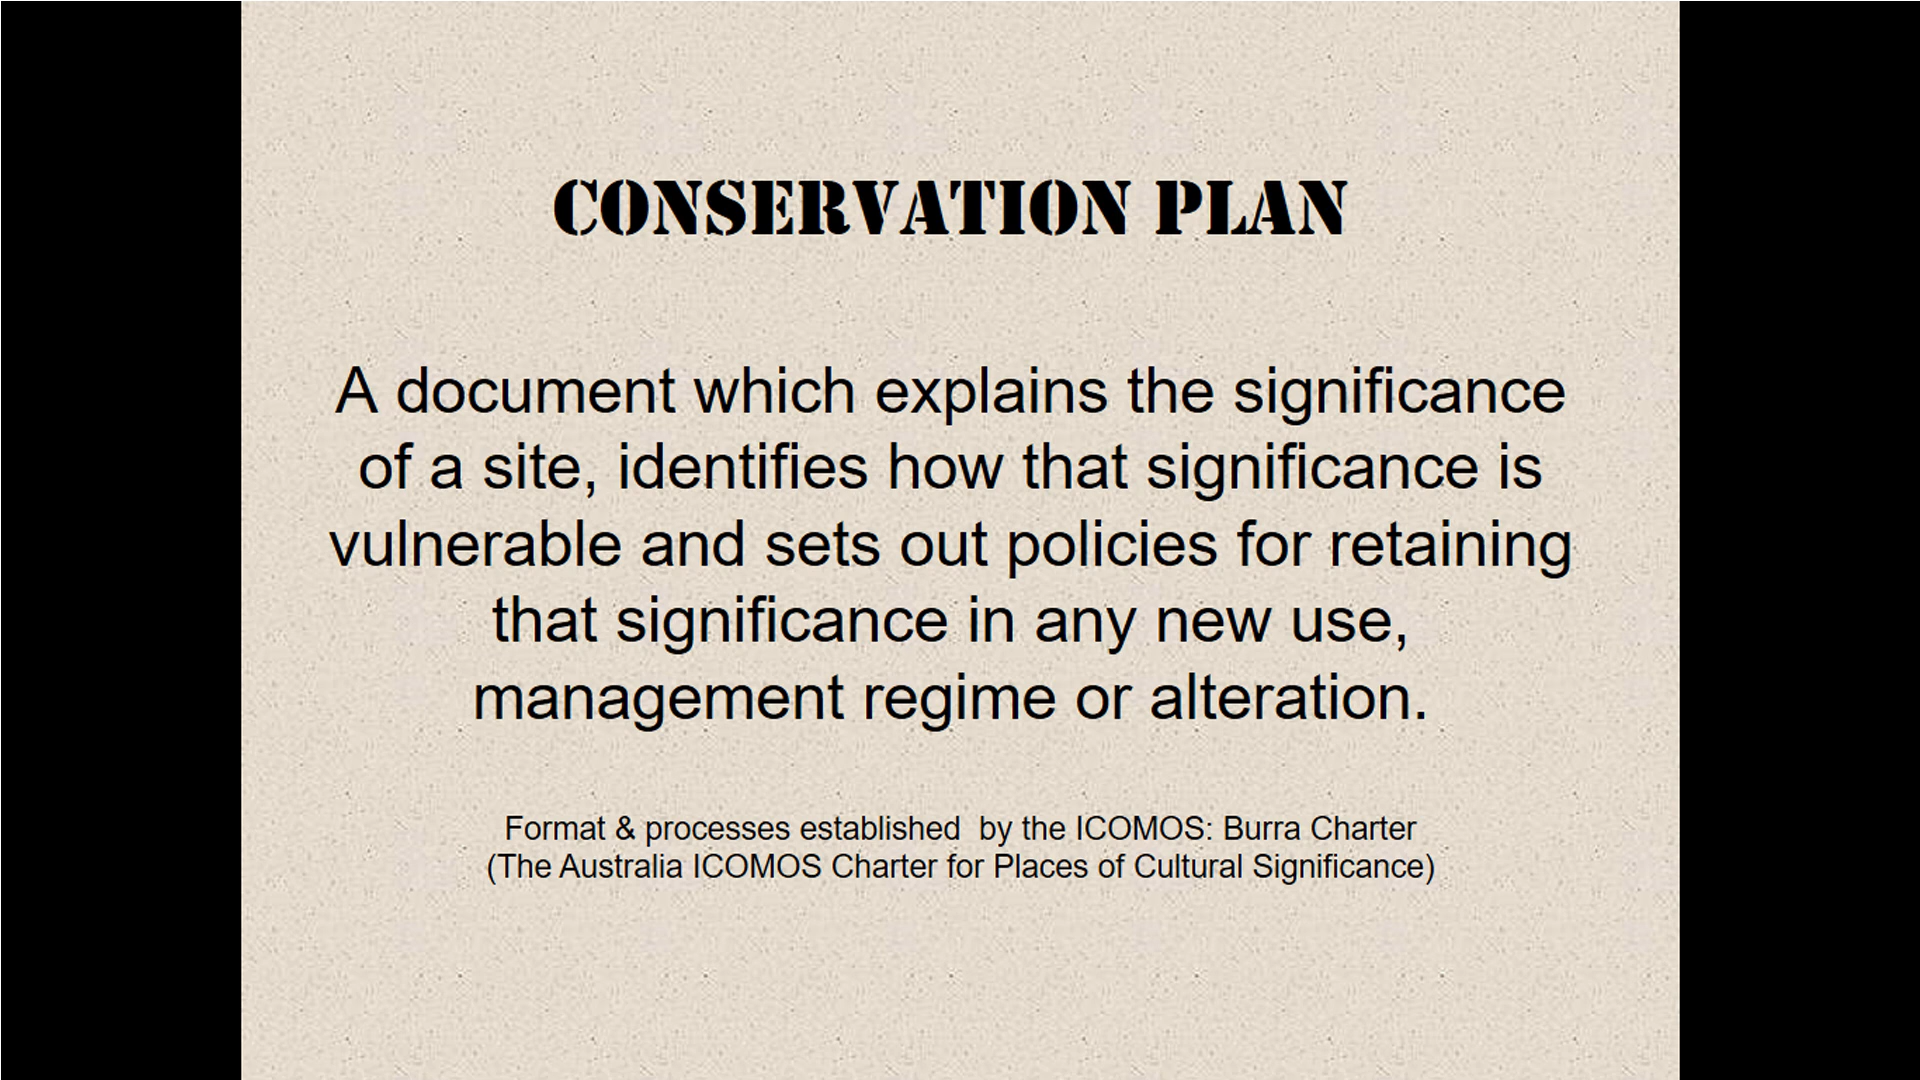 CONSERVATION PLAN
A document which explains the significance
of a site, identifies how that significance is
vulnerable and sets out policies for retaining
that significance in any new use,
management regime or alteration.
Format & processes established  by the ICOMOS: Burra Charter
(The Australia ICOMOS Charter for Places of Cultural Significance)